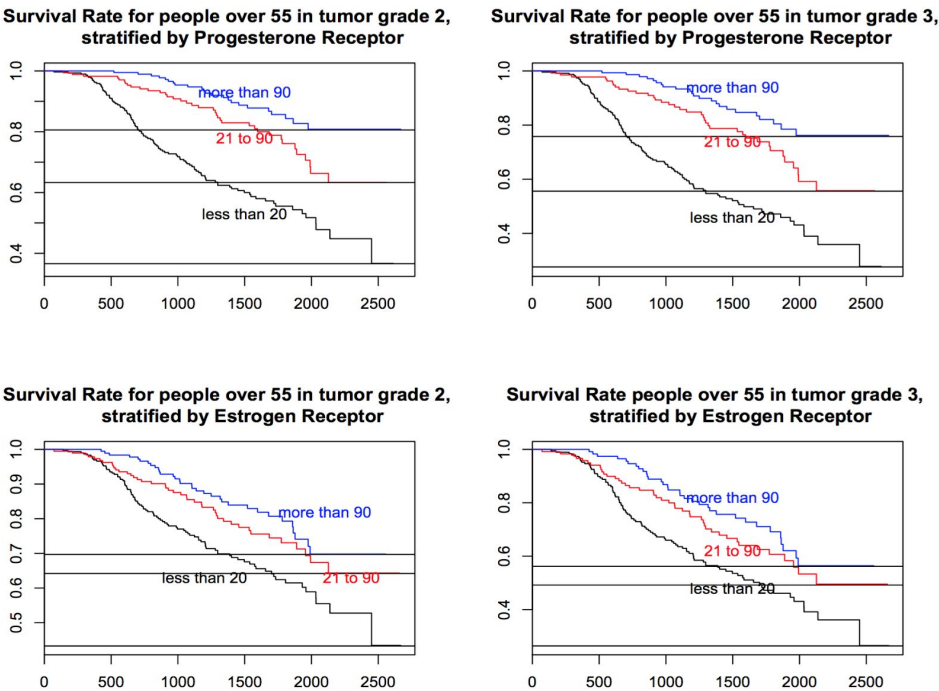 Survival Rate for people over 55 in tumor grade 2,
stratified by Progesterone Receptor
1.0
0.8
0.6
0.4
more than 90
21 to 90
less than 20
0 500 1000 1500 2000 2500
Survival Rate for people over 55 in tumor grade 3,
stratified by Progesterone Receptor
1.0
0.8
0.6
0.4
more than 90
21 to 90
less than 20
0 500 1000 1500 2000 2500
Survival Rate for people over 55 in tumor grade 2,
stratified by Estrogen Receptor
1.0
0.9
0.8
0.7
0.6
0.5
more than 90
less than 20
21 to 90
0 500 1000 1500 2000 2500
Survival Rate people over 55 in tumor grade 3,
stratified by Estrogen Receptor
1.0
0.8
0.6
0.4
more than 90
21 to 90
less than 20
0 500 1000 1500 2000 2500